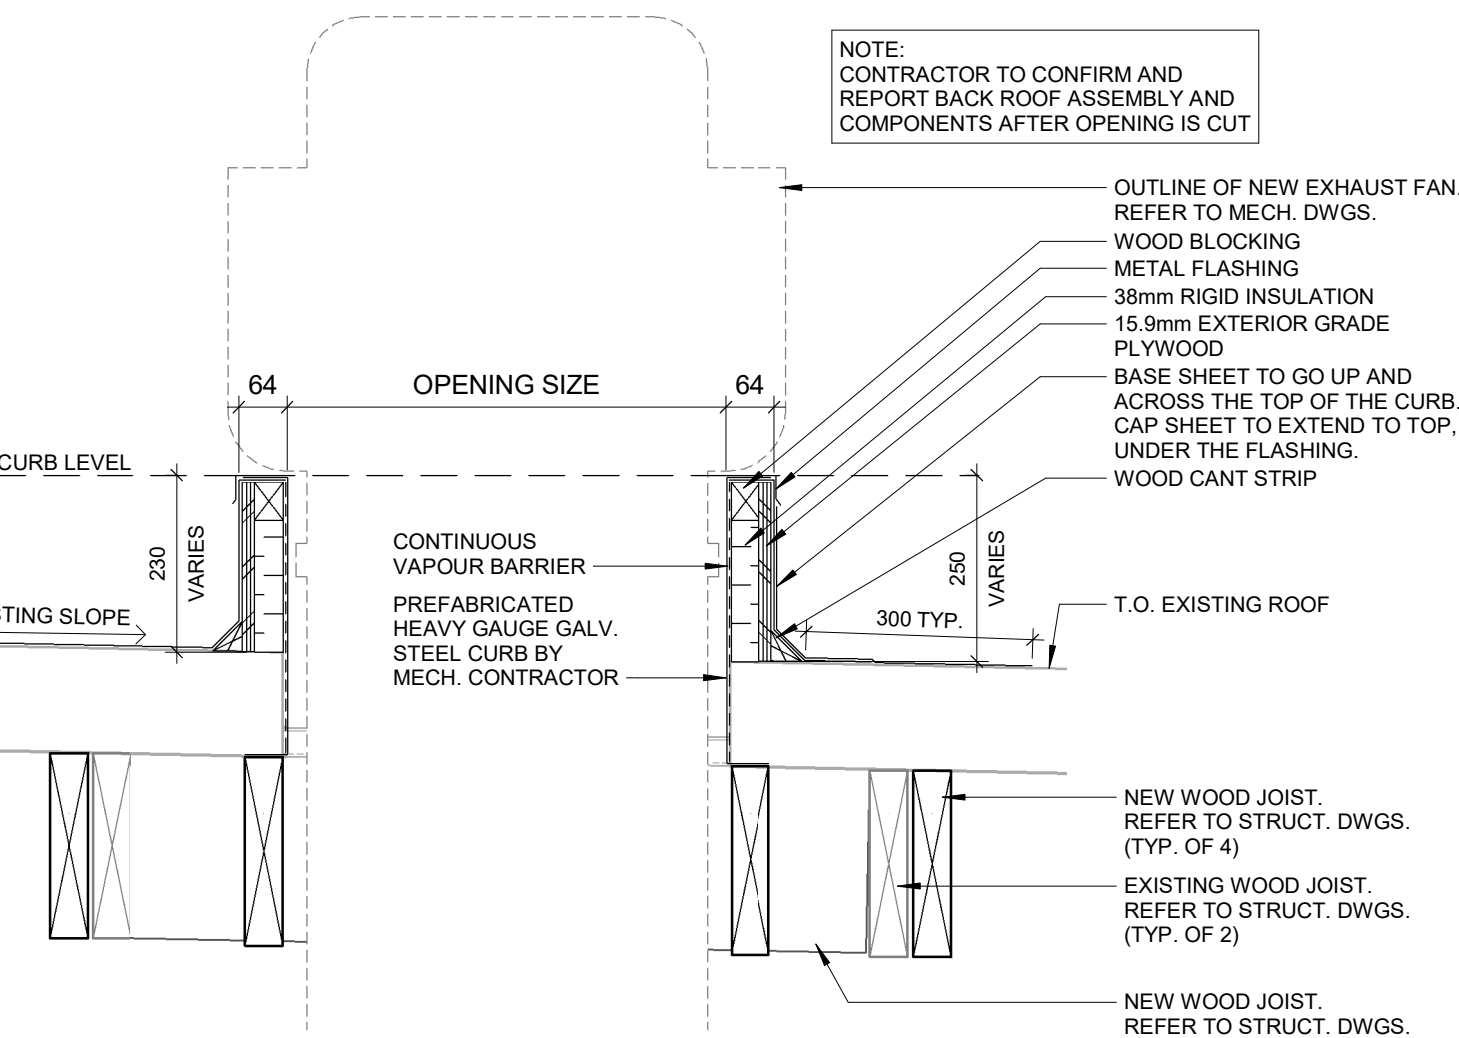 NOTE:
CONTRACTOR TO CONFIRM AND
REPORT BACK ROOF ASSEMBLY AND
COMPONENTS AFTER OPENING IS CUT
OUTLINE OF NEW EXHAUST FAN.
REFER TO MECH. DWGS.
WOOD BLOCKING
METAL FLASHING
38mm RIGID INSULATION
15.9mm EXTERIOR GRADE
PLYWOOD
BASE SHEET TO GO UP AND
ACROSS THE TOP OF THE CURB.
CAP SHEET TO EXTEND TO TOP,
UNDER THE FLASHING.
WOOD CANT STRIP
64
OPENING SIZE
64
CURB LEVEL
230
VARIES
CONTINUOUS
VAPOUR BARRIER
PREFABRICATED
HEAVY GAUGE GALV.
STEEL CURB BY
MECH. CONTRACTOR
250
VARIES
300 TYP.
T.O. EXISTING ROOF
STING SLOPE
NEW WOOD JOIST.
REFER TO STRUCT. DWGS.
(TYP. OF 4)
EXISTING WOOD JOIST.
REFER TO STRUCT. DWGS.
(TYP. OF 2)
NEW WOOD JOIST.
REFER TO STRUCT. DWGS.